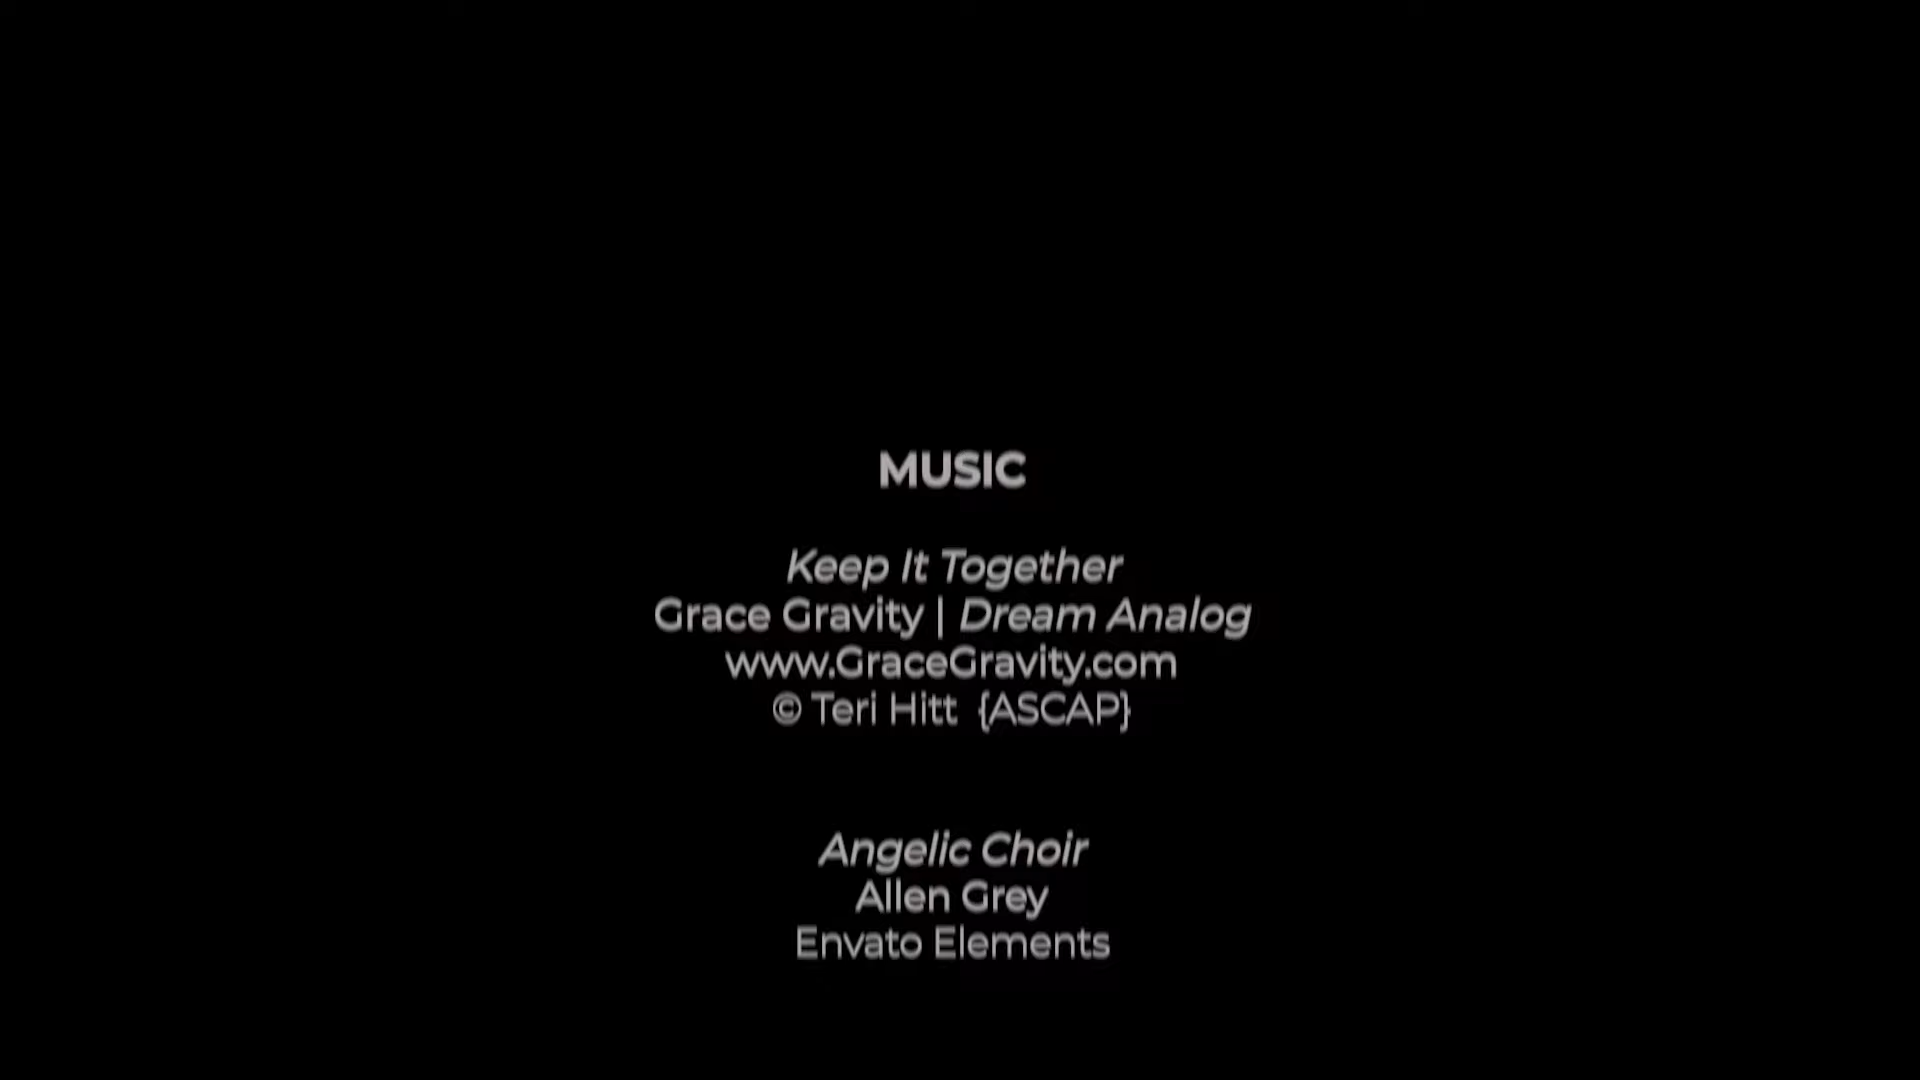 MUSIC
Keep It Together
Grace Gravity | Dream Analog
www.GraceGravity.com
© Teri Hitt {ASCAP}
Angelic Choir
Allen Grey
Envato Elements